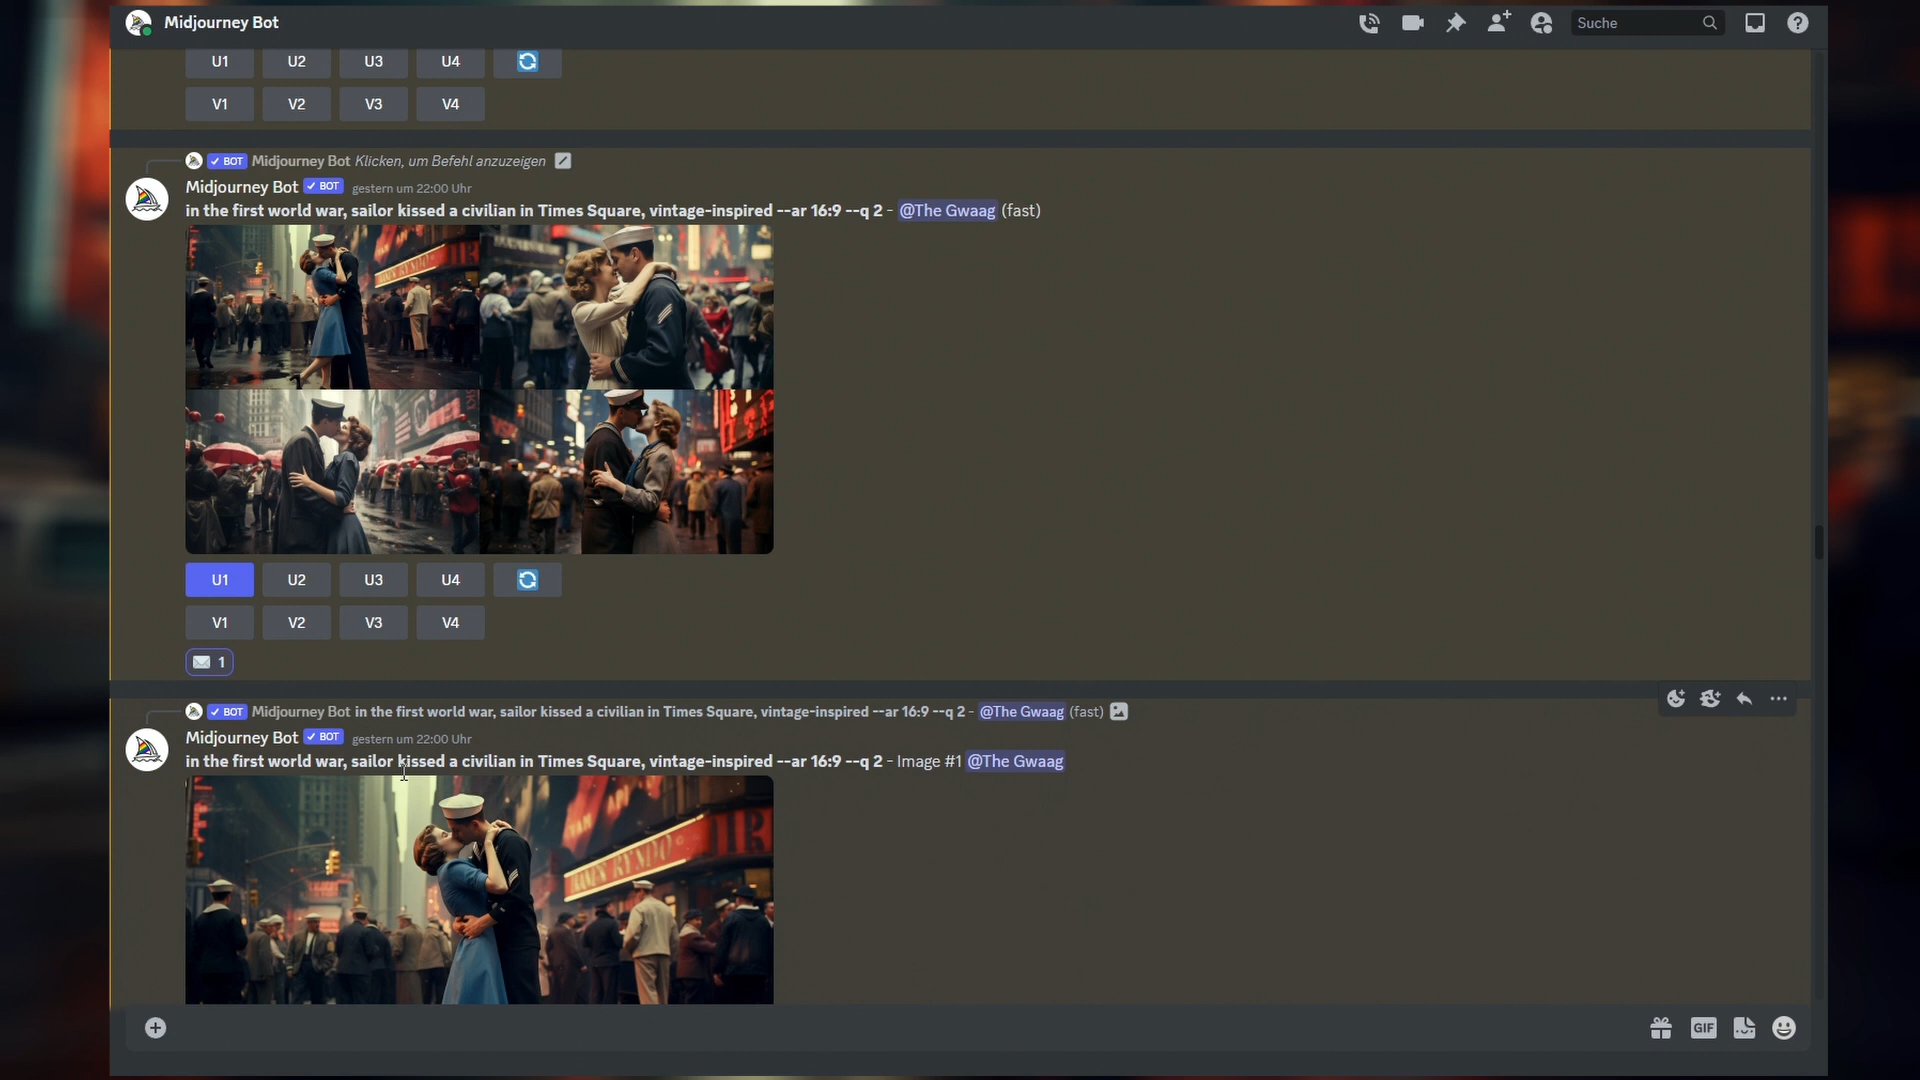 Midjourney Bot
Suche
U1 U2 U3 U4
V1 V2 V3 V4
BOT Midjourney Bot Klicken, um Befehl anzuzeigen
Midjourney Bot BOT gestern um 22:00 Uhr
in the first world war, sailor kissed a civilian in Times Square, vintage-inspired --ar 16:9 --q 2 - @The Gwaag (fast)
U1 U2 U3 U4
V1 V2 V3 V4
1
BOT Midjourney Bot in the first world war, sailor kissed a civilian in Times Square, vintage-inspired --ar 16:9 --q 2 - @The Gwaag (fast)
Midjourney Bot BOT gestern um 22:00 Uhr
in the first world war, sailor kissed a civilian in Times Square, vintage-inspired --ar 16:9 --q 2 - Image #1 @The Gwaag
GIF